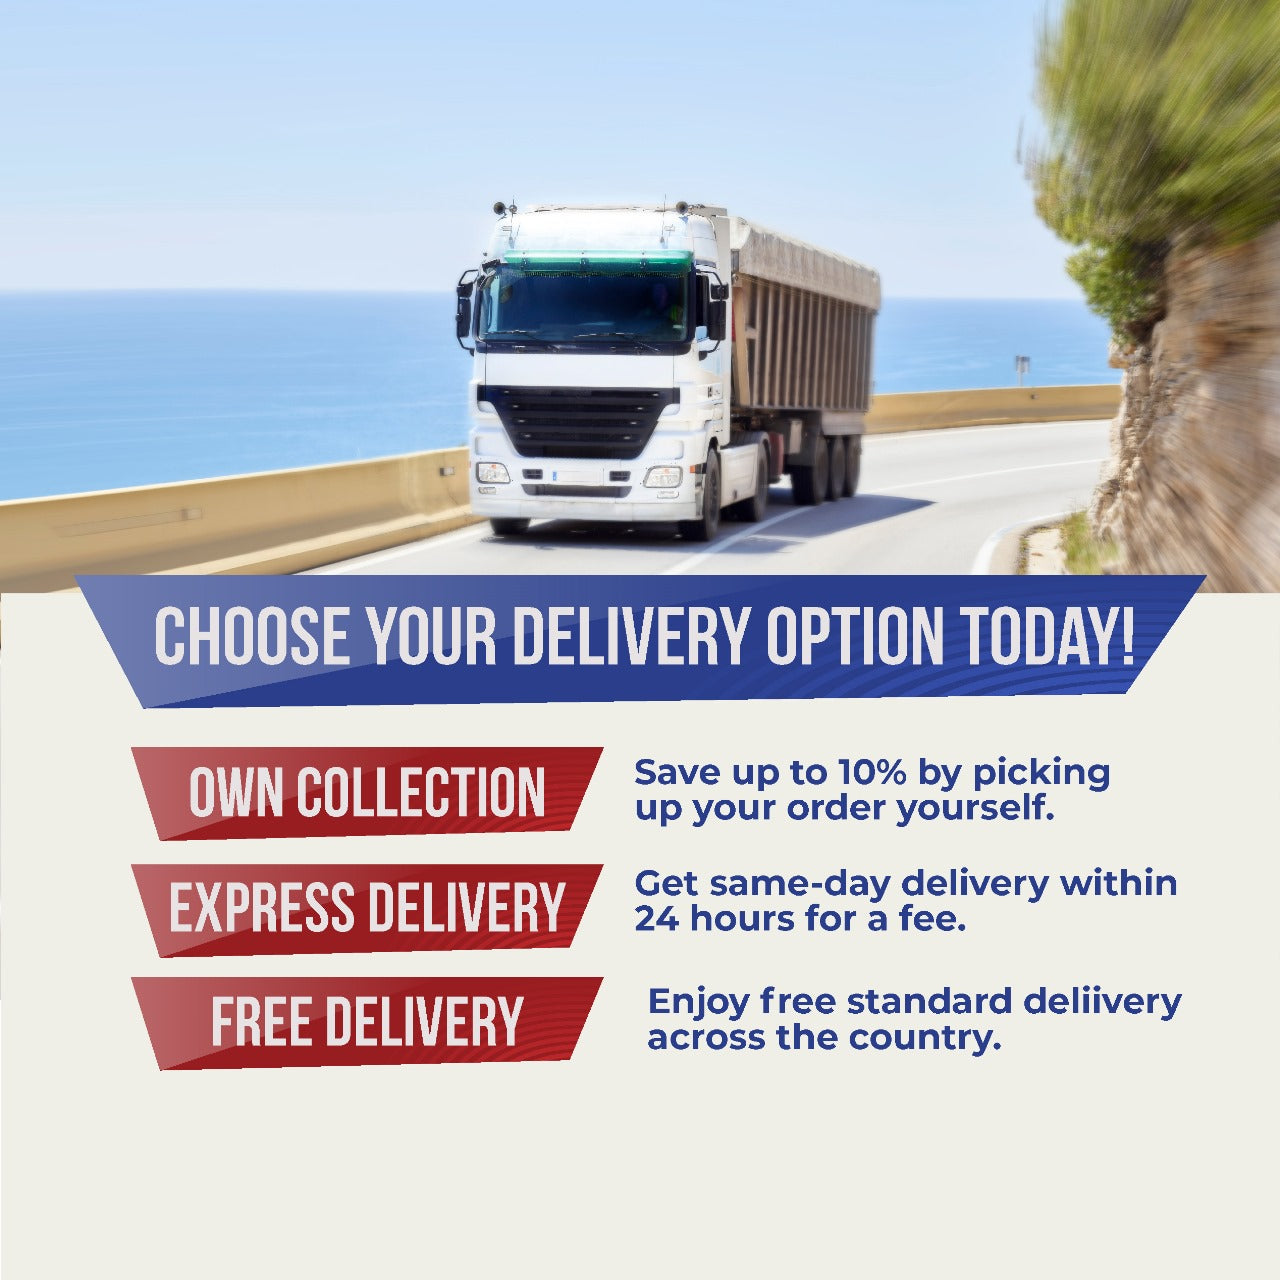 CHOOSE YOUR DELIVERY OPTION TODAY!
OWN COLLECTION
Save up to 10% by picking
up your order yourself.
EXPRESS DELIVERY
Get same-day delivery within
24 hours for a fee.
FREE DELIVERY
Enjoy free standard deliivery
across the country.